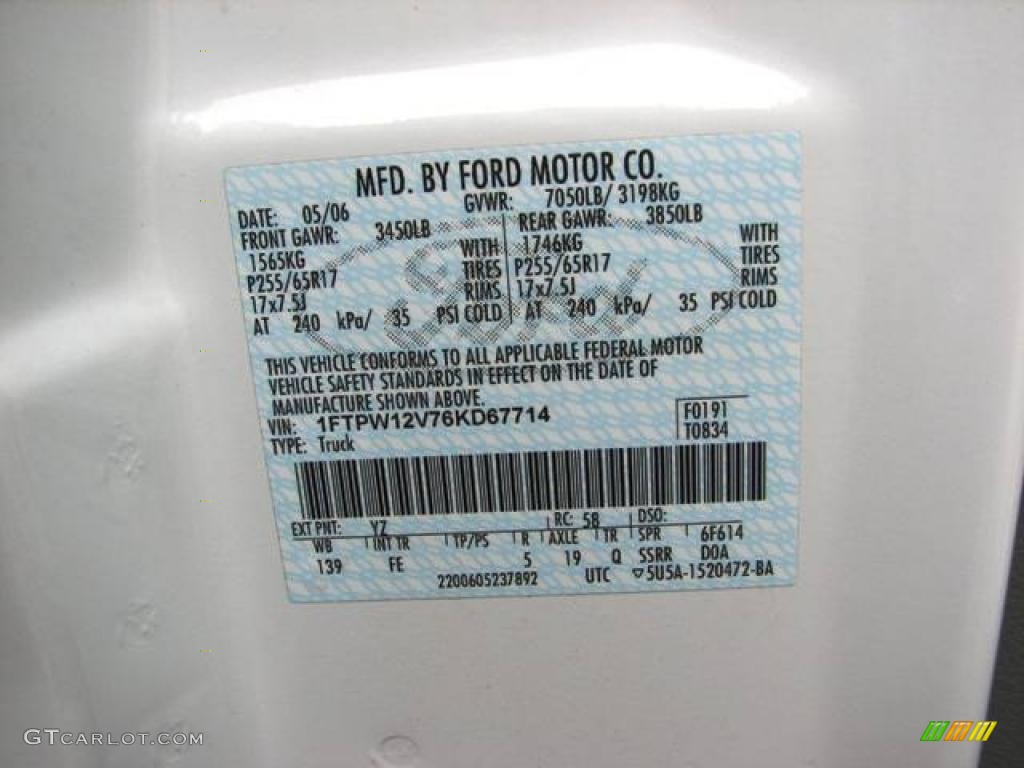 MFD. BY FORD MOTOR CO.
DATE: 05/06 GVWR: 7050LB/ 3198KG
FRONT GAWR: 3450LB REAR GAWR: 3850LB
1565KG WITH 1746KG WITH
P255/65R17 TIRES P255/65R17 TIRES
17x7.5J RIMS 17x7.5J RIMS
AT 240 kPa/ 35 PSI COLD AT 240 kPa/ 35 PSI COLD
Ford
THIS VEHICLE CONFORMS TO ALL APPLICABLE FEDERAL MOTOR
VEHICLE SAFETY STANDARDS IN EFFECT ON THE DATE OF
MANUFACTURE SHOWN ABOVE.
VIN: 1FTPW12V76KD67714 F0191
TYPE: Truck T0834
EXT PNT: YZ RC: 58 DSO:
WB INT TR TP/PS R AXLE TR SPR 6F614
139 FE 5 19 Q SSRR DOA
2200605237892 UTC ▽5U5A-1520472-BA
GTCARLOT.COM